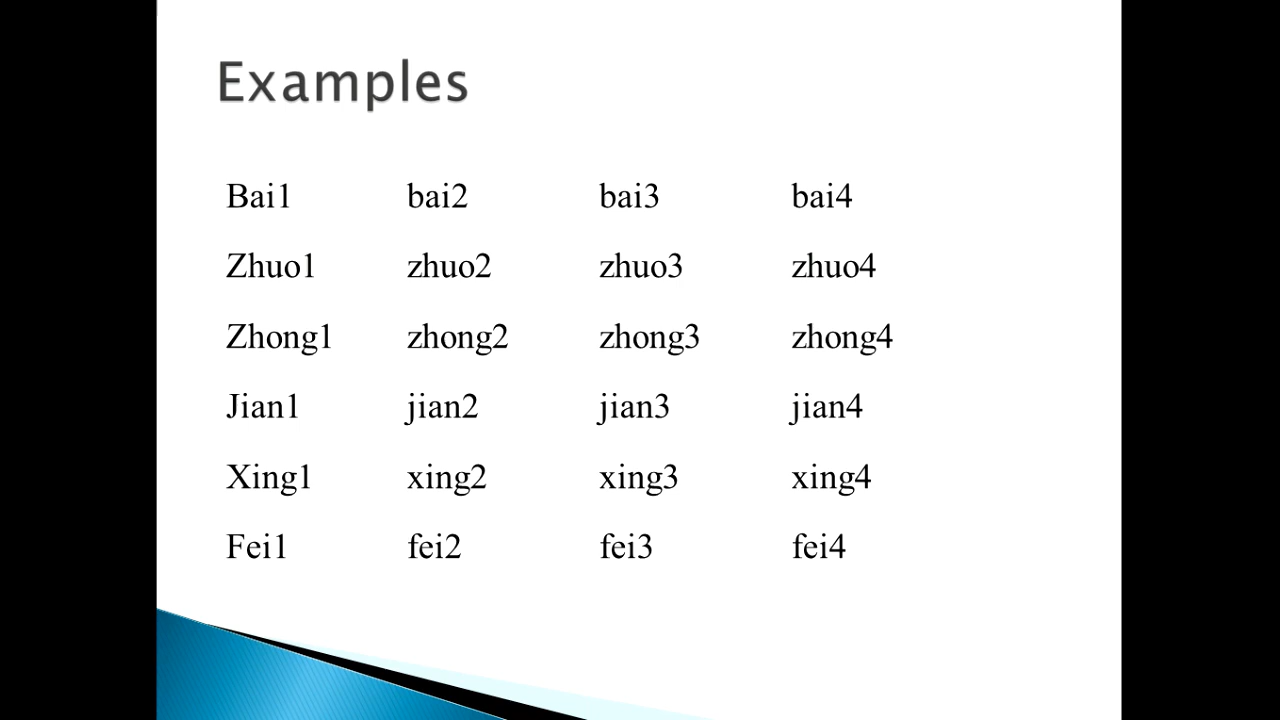 Examples
Bai1 bai2 bai3 bai4
Zhuo1 zhuo2 zhuo3 zhuo4
Zhong1 zhong2 zhong3 zhong4
Jian1 jian2 jian3 jian4
Xing1 xing2 xing3 xing4
Fei1 fei2 fei3 fei4